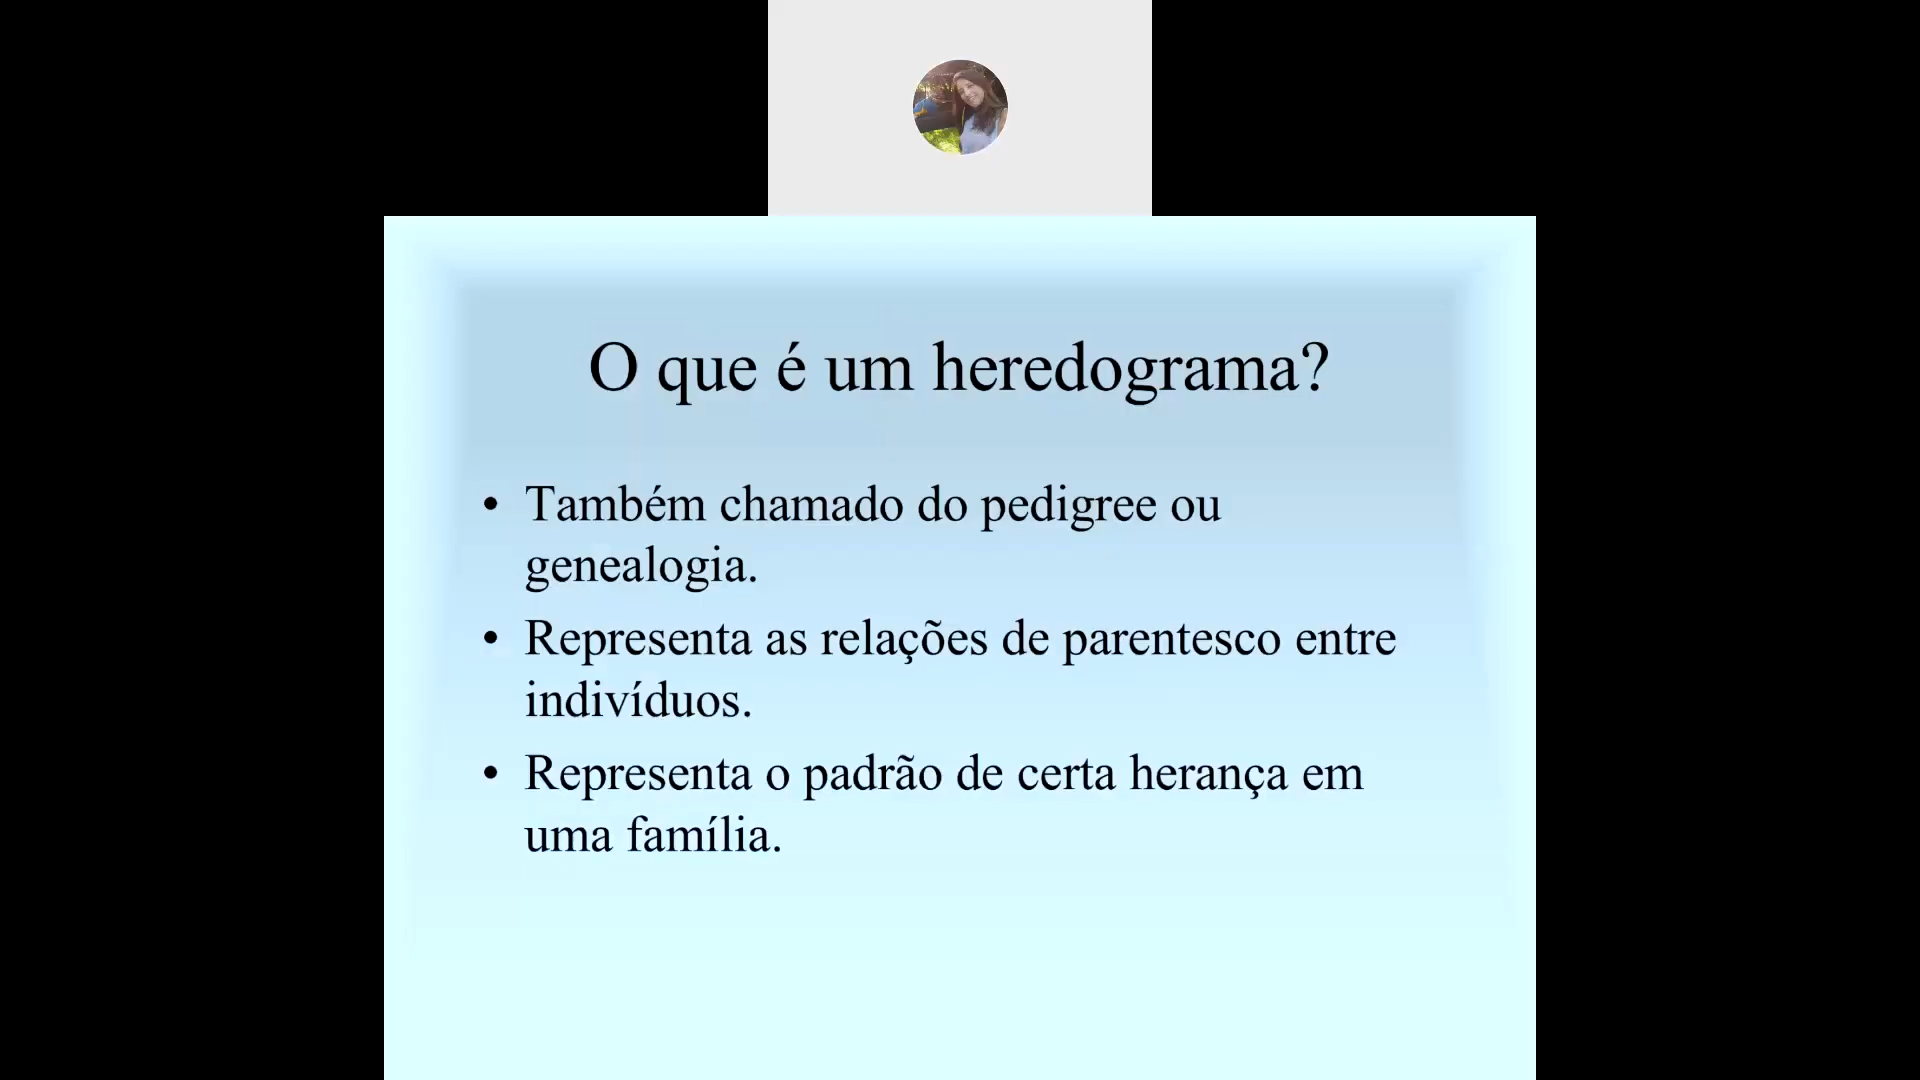 O que é um heredograma?
• Também chamado do pedigree ou
genealogia.
• Representa as relações de parentesco entre
indivíduos.
• Representa o padrão de certa herança em
uma família.